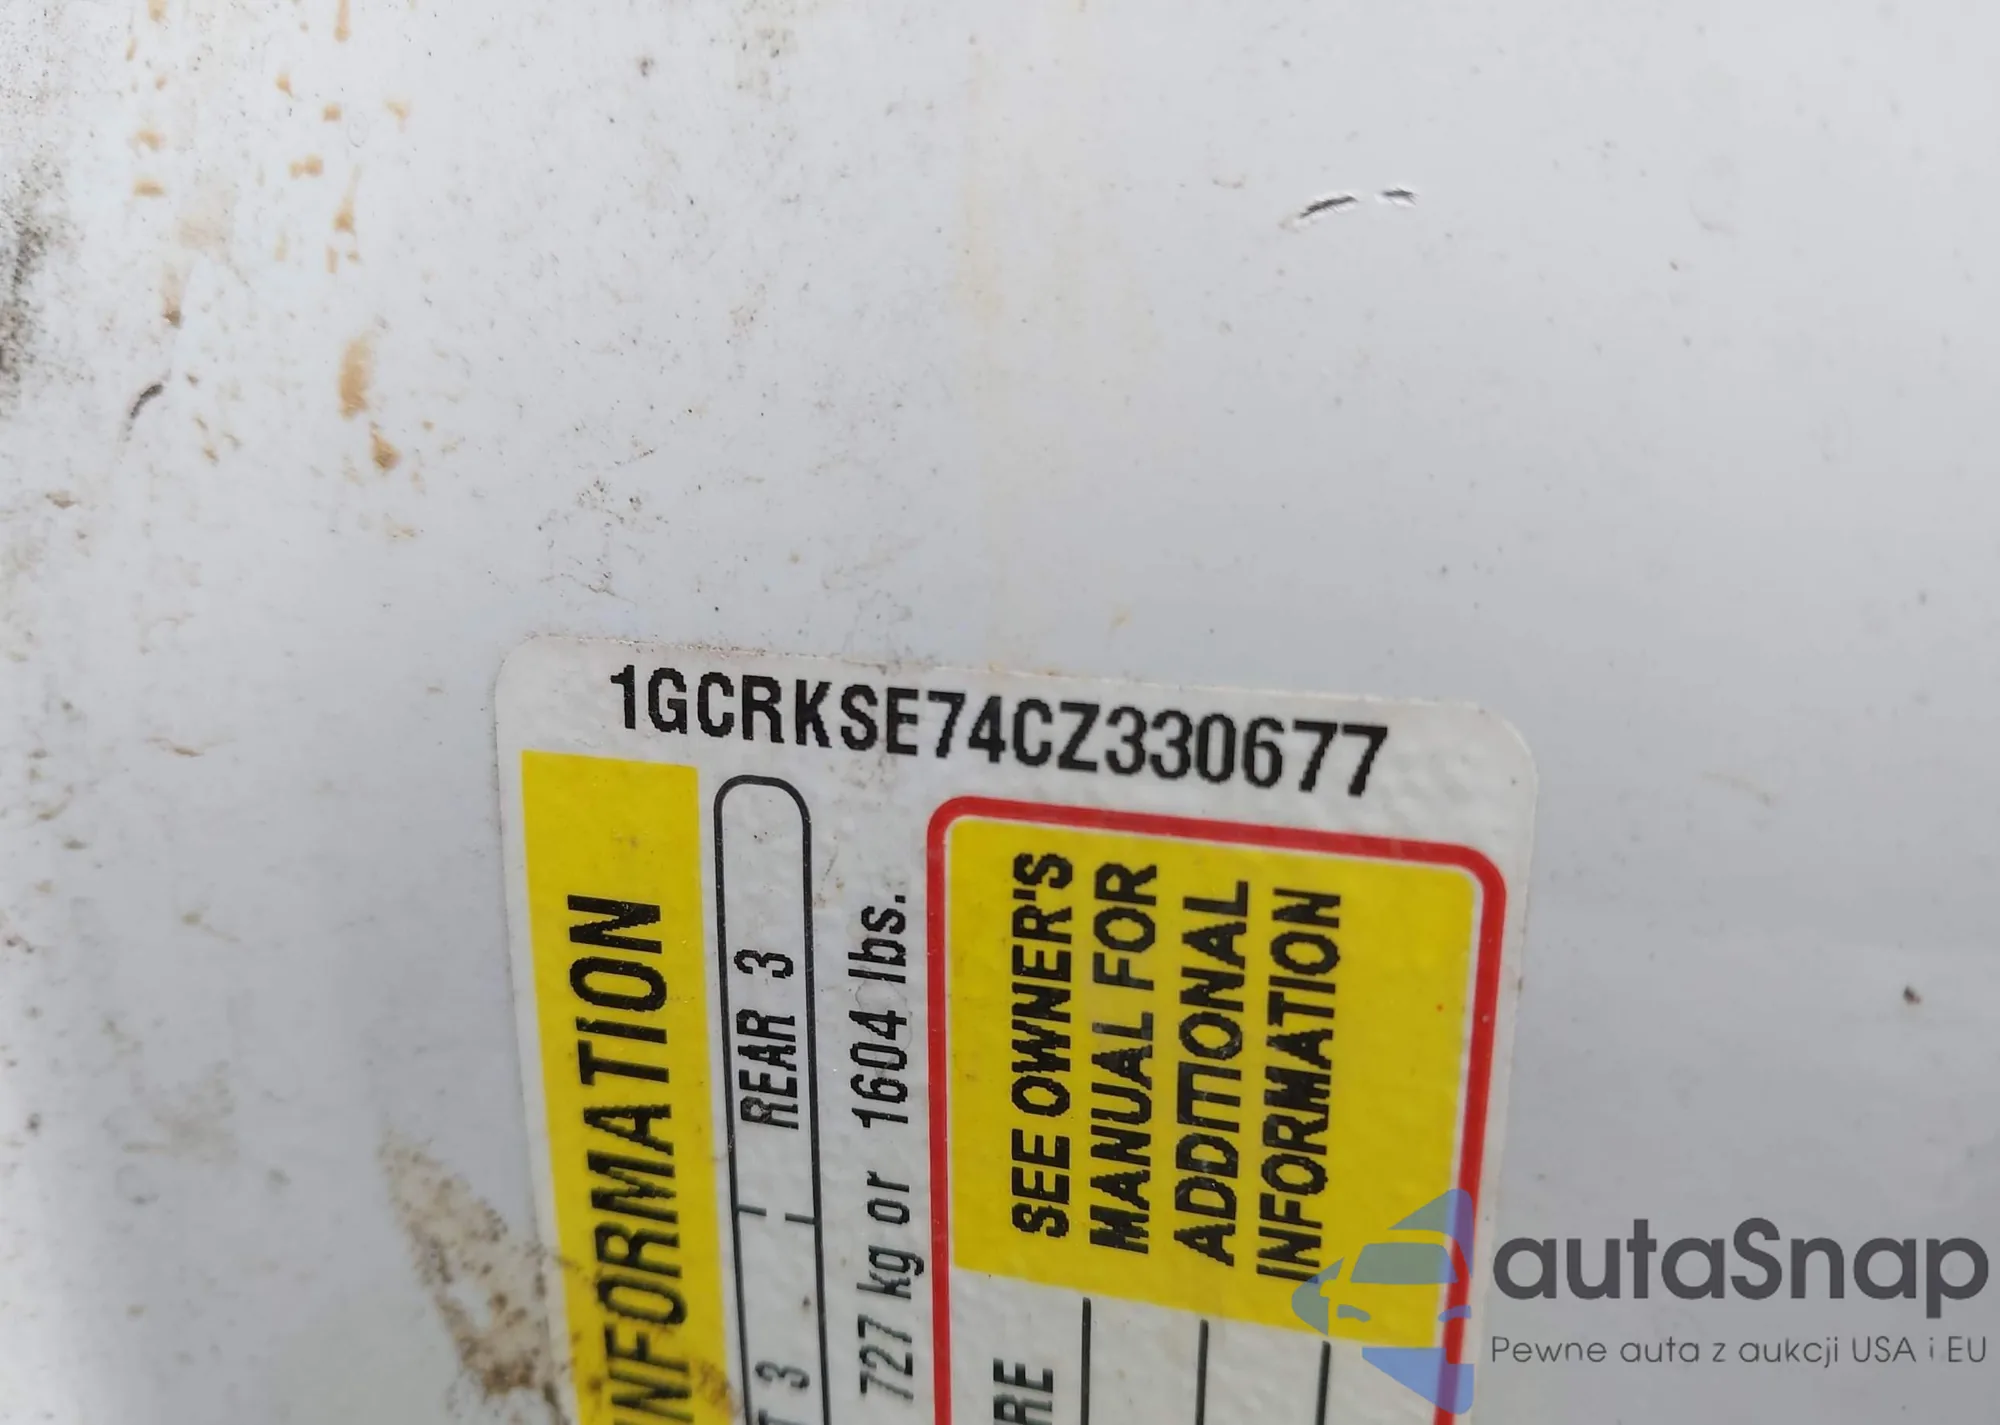 1GCRKSE74CZ330677
INFORMATION
REAR 3
T 3
727 kg or 1604 lbs.
SEE OWNER'S
MANUAL FOR
ADDITIONAL
INFORMATION
autaSnap
Pewne auta z aukcji USA i EU